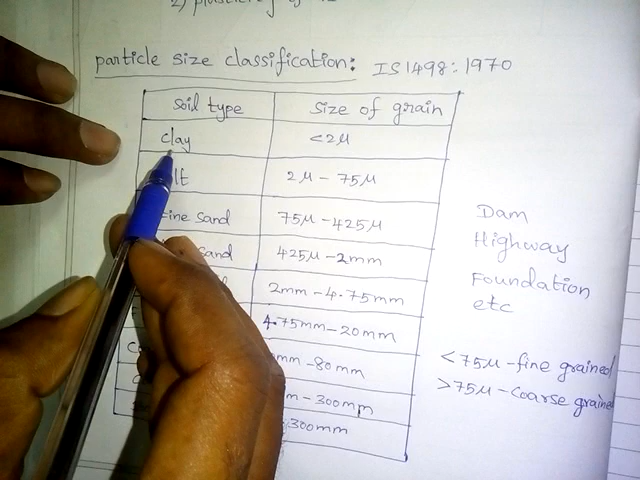 particle size classification: IS 1498:1970
Soil type Size of grain
clay <2μ
lt 2μ - 75μ
Fine sand 75μ - 425μ
sand 425μ - 2mm
2mm - 4.75mm
4.75mm - 20mm
mm - 80mm
m - 300mm
300mm
Dam
Highway
Foundation
etc
<75μ - fine grained
>75μ - coarse grained